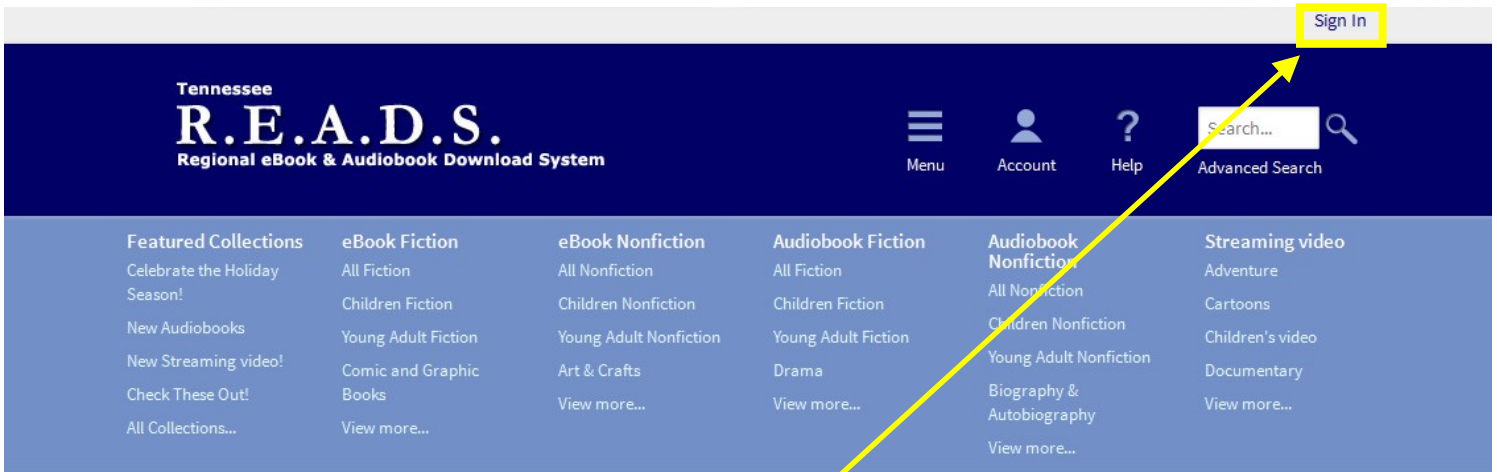 Sign In
Tennessee
R.E.A.D.S.
Regional eBook & Audiobook Download System
Menu
Account
Help
Search...
Advanced Search
Featured Collections
Celebrate the Holiday
Season!
New Audiobooks
New Streaming video!
Check These Out!
All Collections...
eBook Fiction
All Fiction
Children Fiction
Young Adult Fiction
Comic and Graphic
Books
View more...
eBook Nonfiction
All Nonfiction
Children Nonfiction
Young Adult Nonfiction
Art & Crafts
View more...
Audiobook Fiction
All Fiction
Children Fiction
Young Adult Fiction
Drama
View more...
Audiobook
Nonfiction
All Nonfiction
Children Nonfiction
Young Adult Nonfiction
Biography &
Autobiography
View more...
Streaming video
Adventure
Cartoons
Children's video
Documentary
View more...